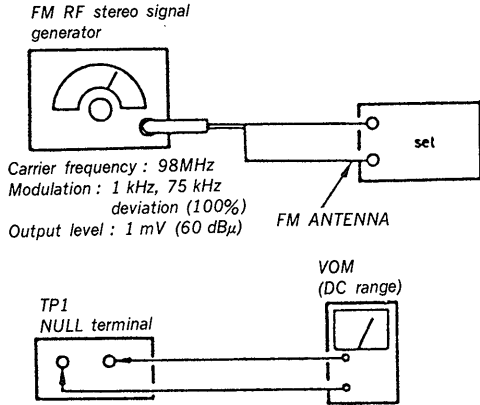 FM RF stereo signal
generator
set
Carrier frequency : 98MHz
Modulation : 1 kHz, 75 kHz
deviation (100%)
Output level : 1 mV (60 dBμ)
FM ANTENNA
VOM
(DC range)
TP1
NULL terminal